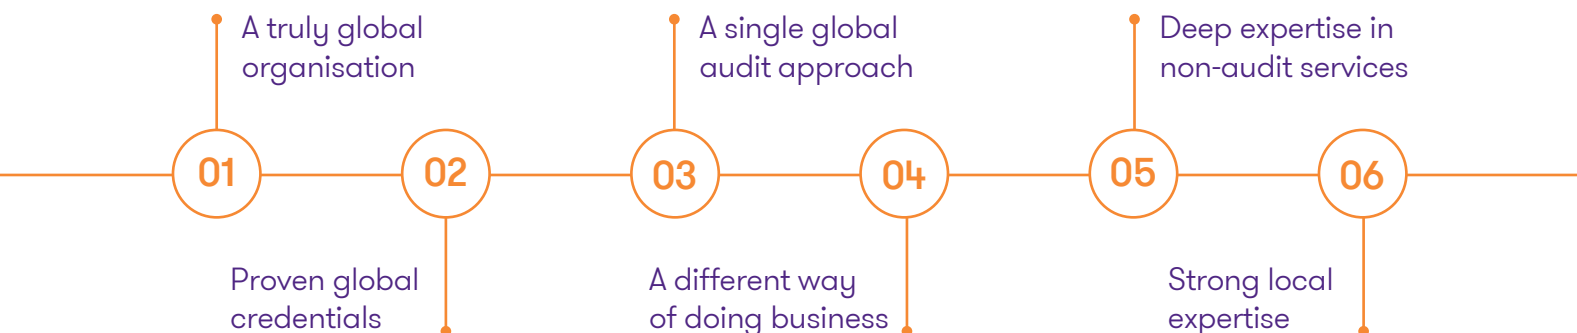 A truly global
organisation
A single global
audit approach
Deep expertise in
non-audit services
01
02
03
04
05
06
Proven global
credentials
A different way
of doing business
Strong local
expertise